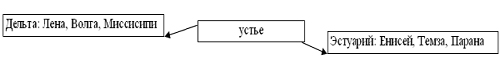 Дельта: Лена, Волга, Миссисипи
устье
Эстуарий: Енисей, Темза, Парана